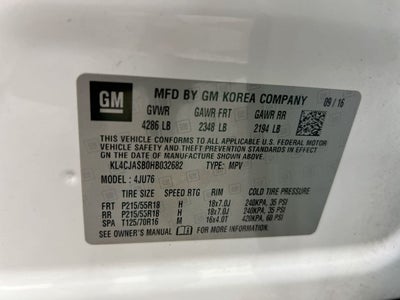 GM
MFD BY GM KOREA COMPANY 09/16
GVWR GAWR FRT GAWR RR
4286 LB 2348 LB 2194 LB
THIS VEHICLE CONFORMS TO ALL APPLICABLE U.S. FEDERAL MOTOR
VEHICLE SAFETY AND THEFT PREVENTION STANDARDS IN EFFECT
ON THE DATE OF MANUFACTURE SHOWN ABOVE.
KL4CJASB0HB032682 TYPE: MPV
MODEL: 4JU76
TIRE SIZE SPEED RTG RIM COLD TIRE PRESSURE
FRT P215/55R18 H 18x7.0J 240KPA, 35 PSI
RR P215/55R18 H 18x7.0J 240KPA, 35 PSI
SPA T125/70R16 M 16x4.0T 420KPA, 60 PSI
SEE OWNER'S MANUAL FOR MORE INFORMATION